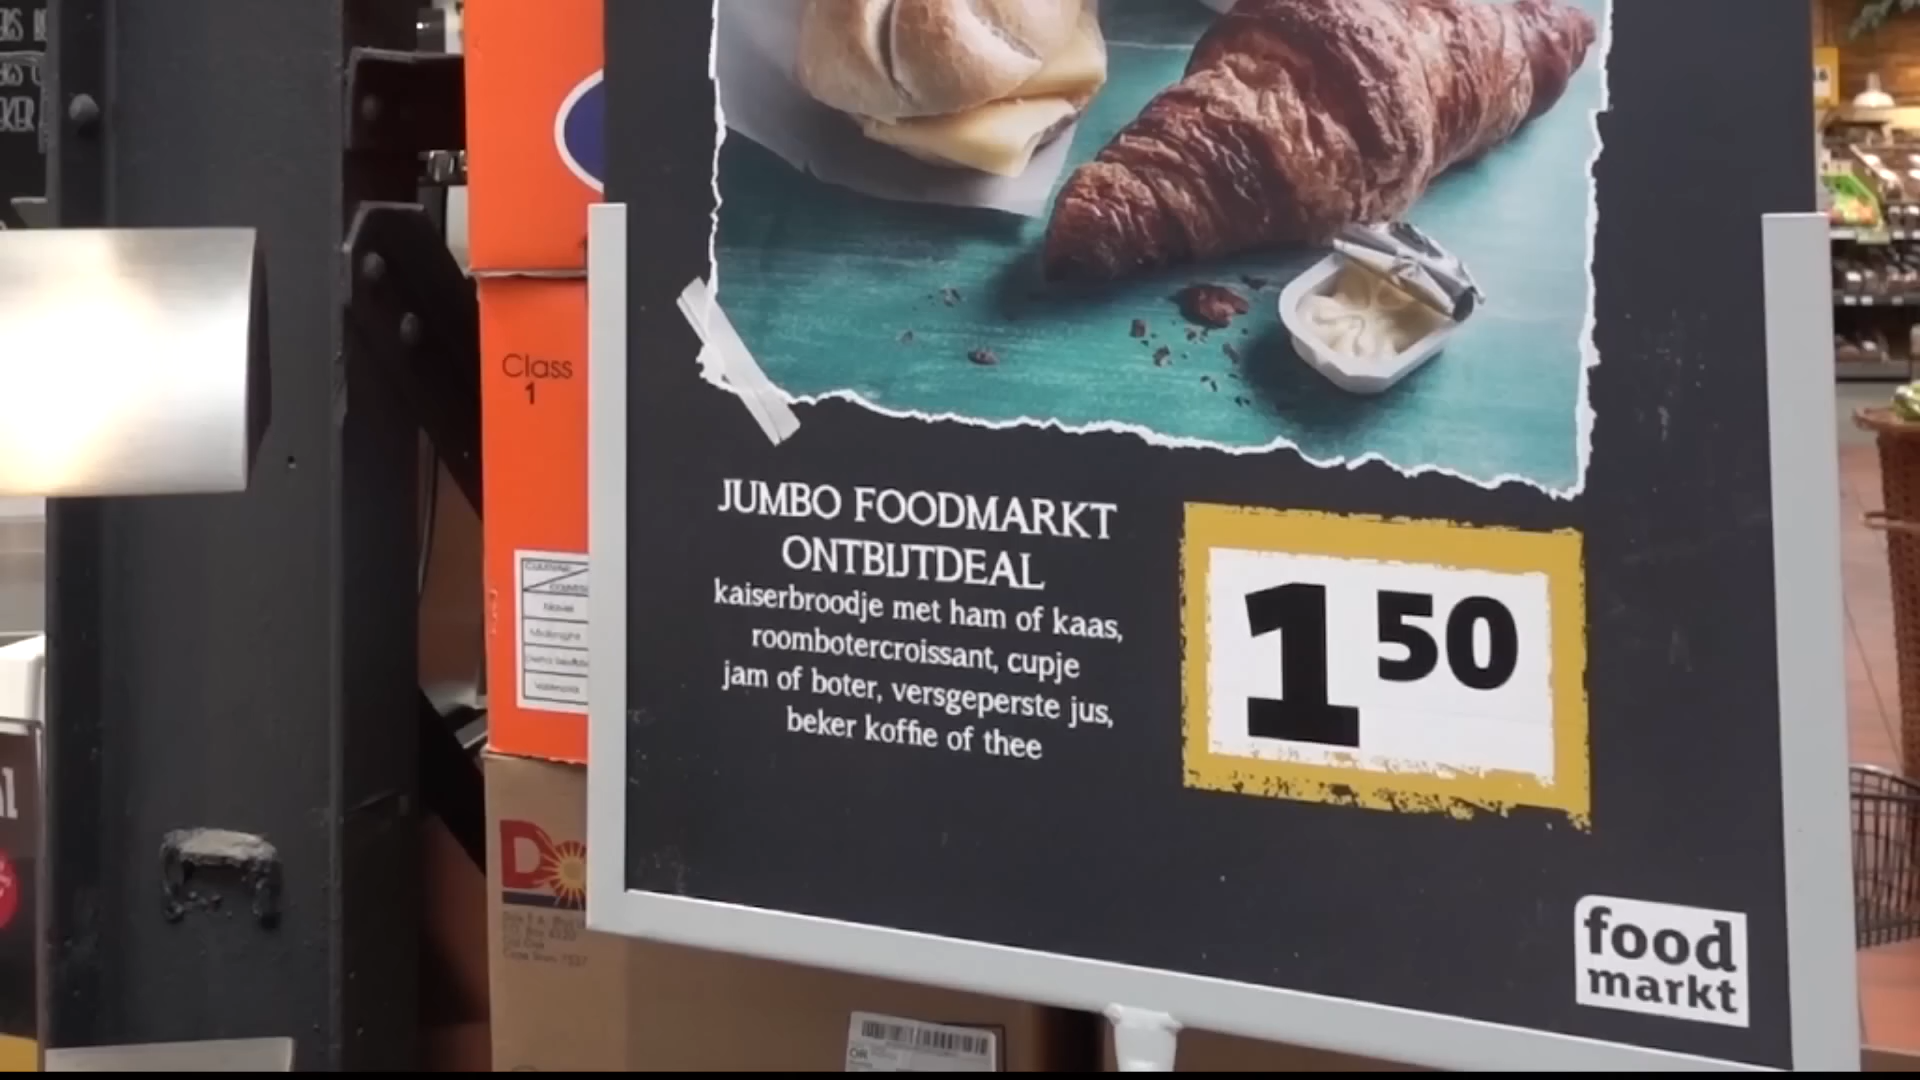 Class
1
JUMBO FOODMARKT
ONTBIJTDEAL
kaiserbroodje met ham of kaas,
roombotercroissant, cupje
jam of boter, versgeperste jus,
beker koffie of thee
1 50
food
markt